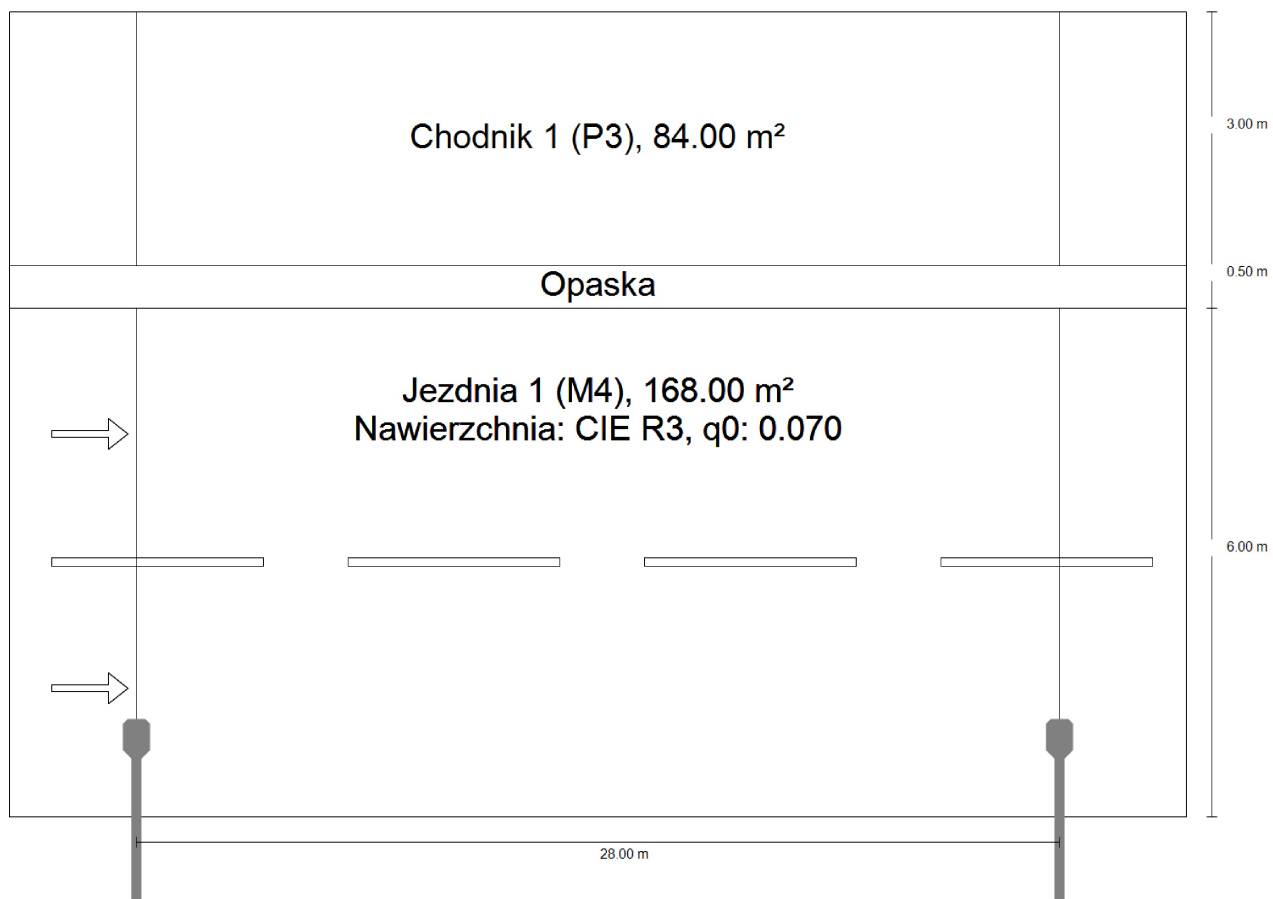 Chodnik 1 (P3), 84.00 m²
3.00 m
Opaska
0.50 m
Jezdnia 1 (M4), 168.00 m²
Nawierzchnia: CIE R3, q0: 0.070
6.00 m
28.00 m